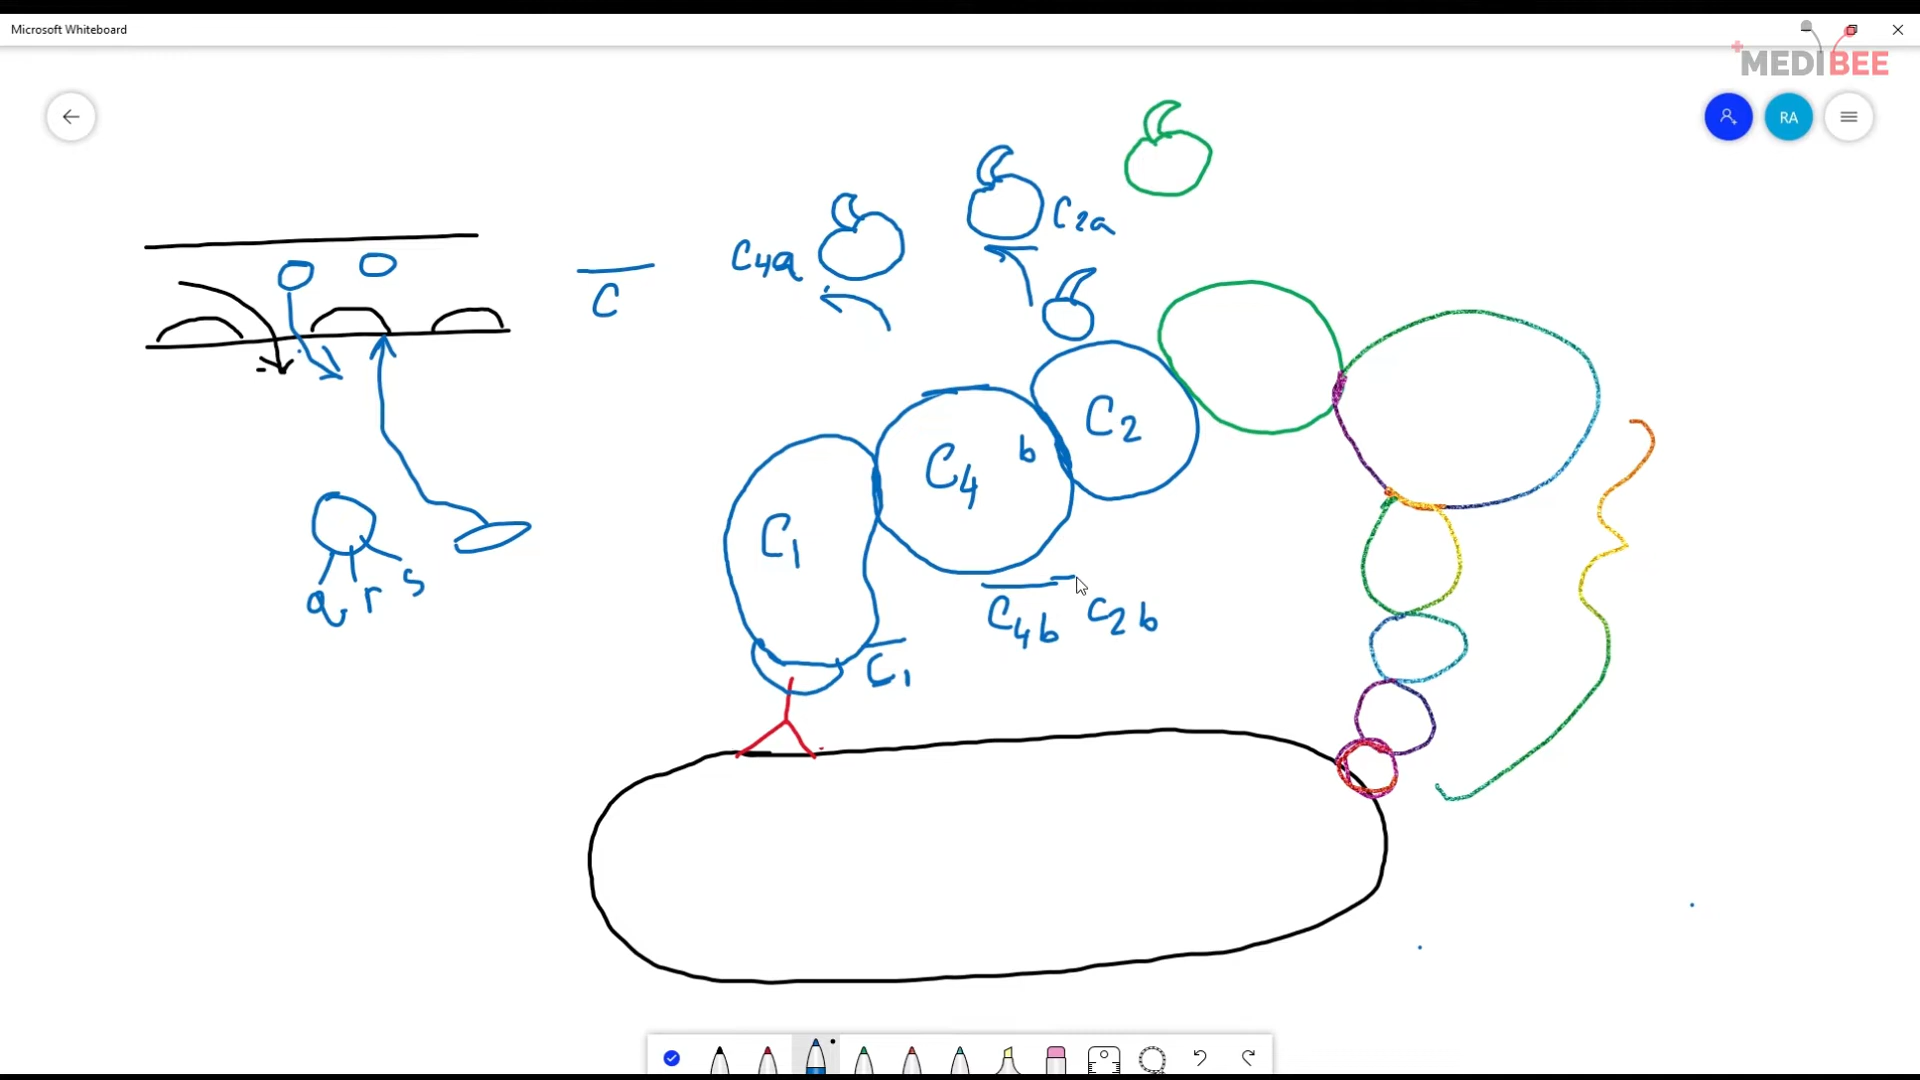 Microsoft Whiteboard
MEDIBEE
RA
C4a
C2a
C
C2
C4 b
C1
q r s
C4b C2b
C1